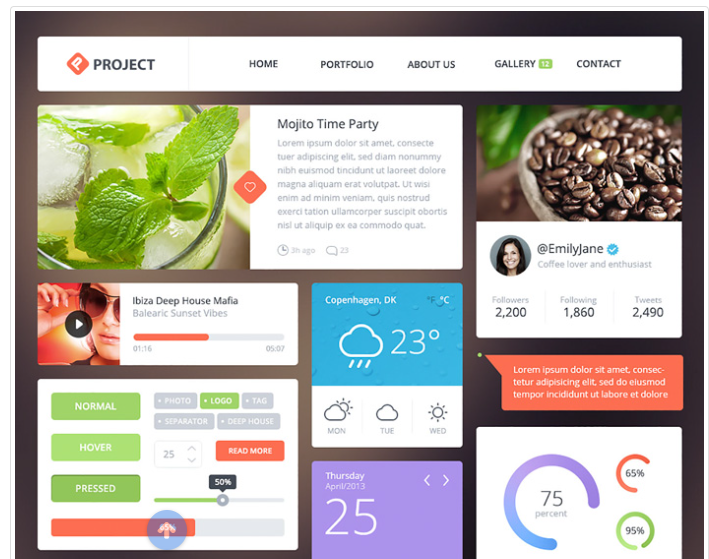 PROJECT
HOME
PORTFOLIO
ABOUT US
GALLERY 12
CONTACT
Mojito Time Party
Lorem ipsum dolor sit amet, consecte
tuer adipiscing elit, sed diam nonummy
nibh euismod tincidunt ut laoreet dolore
magna aliquam erat volutpat. Ut wisi
enim ad minim veniam, quis nostrud
exerci tation ullamcorper suscipit obortis
nisl ut aliquip ex ea commodo quat.
3h ago 23
@EmilyJane
Coffee lover and enthusiast
Followers Following Tweets
2,200 1,860 2,490
Ibiza Deep House Mafia
Balearic Sunset Vibes
01:16 05:07
Copenhagen, DK °F °C
23°
MON TUE WED
Lorem ipsum dolor sit amet, consec-
tetur adipisicing elit, sed do eiusmod
tempor incididunt ut labore et dolore
NORMAL
HOVER
PRESSED
PHOTO LOGO TAG
SEPARATOR DEEP HOUSE
25
READ MORE
50%
Thursday
April/2013
25
75
percent
65%
95%